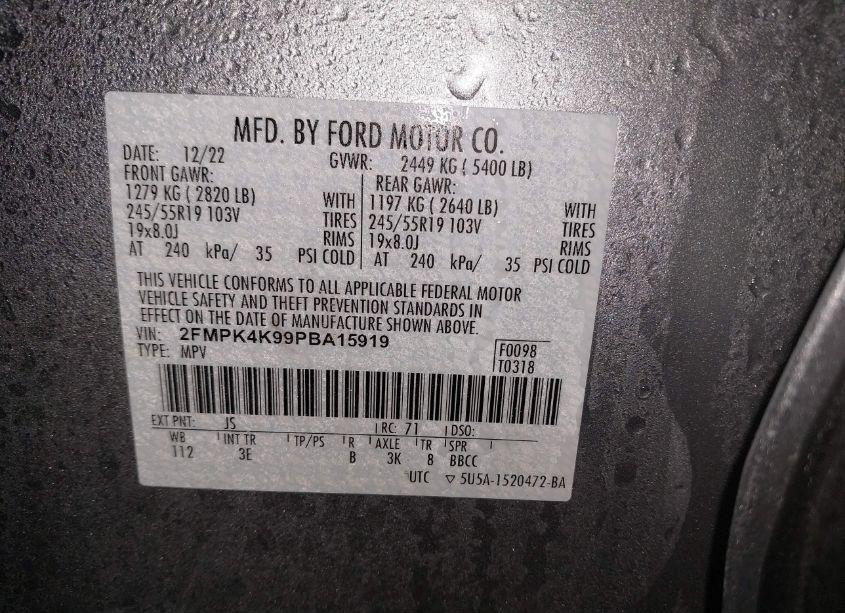 MFD. BY FORD MOTOR CO.
DATE: 12/22 GVWR: 2449 KG ( 5400 LB)
FRONT GAWR: REAR GAWR:
1279 KG ( 2820 LB) WITH 1197 KG ( 2640 LB) WITH
245/55R19 103V TIRES 245/55R19 103V TIRES
19x8.0J RIMS 19x8.0J RIMS
AT 240 kPa/ 35 PSI COLD AT 240 kPa/ 35 PSI COLD
THIS VEHICLE CONFORMS TO ALL APPLICABLE FEDERAL MOTOR
VEHICLE SAFETY AND THEFT PREVENTION STANDARDS IN
EFFECT ON THE DATE OF MANUFACTURE SHOWN ABOVE.
VIN: 2FMPK4K99PBA15919
TYPE: MPV F0098
T0318
EXT PNT: JS RC: 71 DSO:
WB INT TR TP/PS R AXLE TR SPR
112 3E B 3K 8 BBCC
UTC ▽ 5U5A-1520472-BA